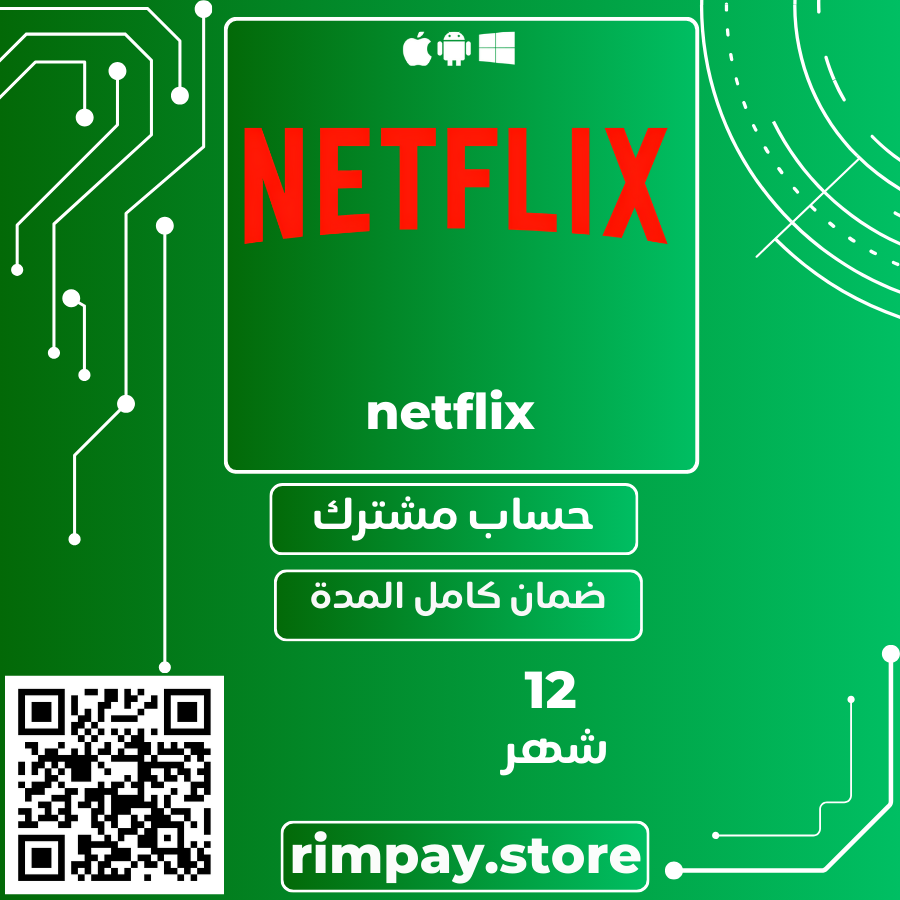 NETFLIX
netflix
حساب مشترك
ضمان كامل المدة
12
شهر
rimpay.store